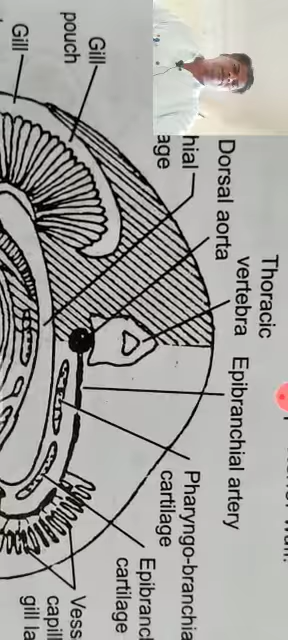 Gill
Gill
pouch
hial
age
Dorsal aorta
Thoracic
vertebra
Epibranchial artery
Pharyngo-branchia
cartilage
Epibranc
cartilage
Vess
capill
gill la